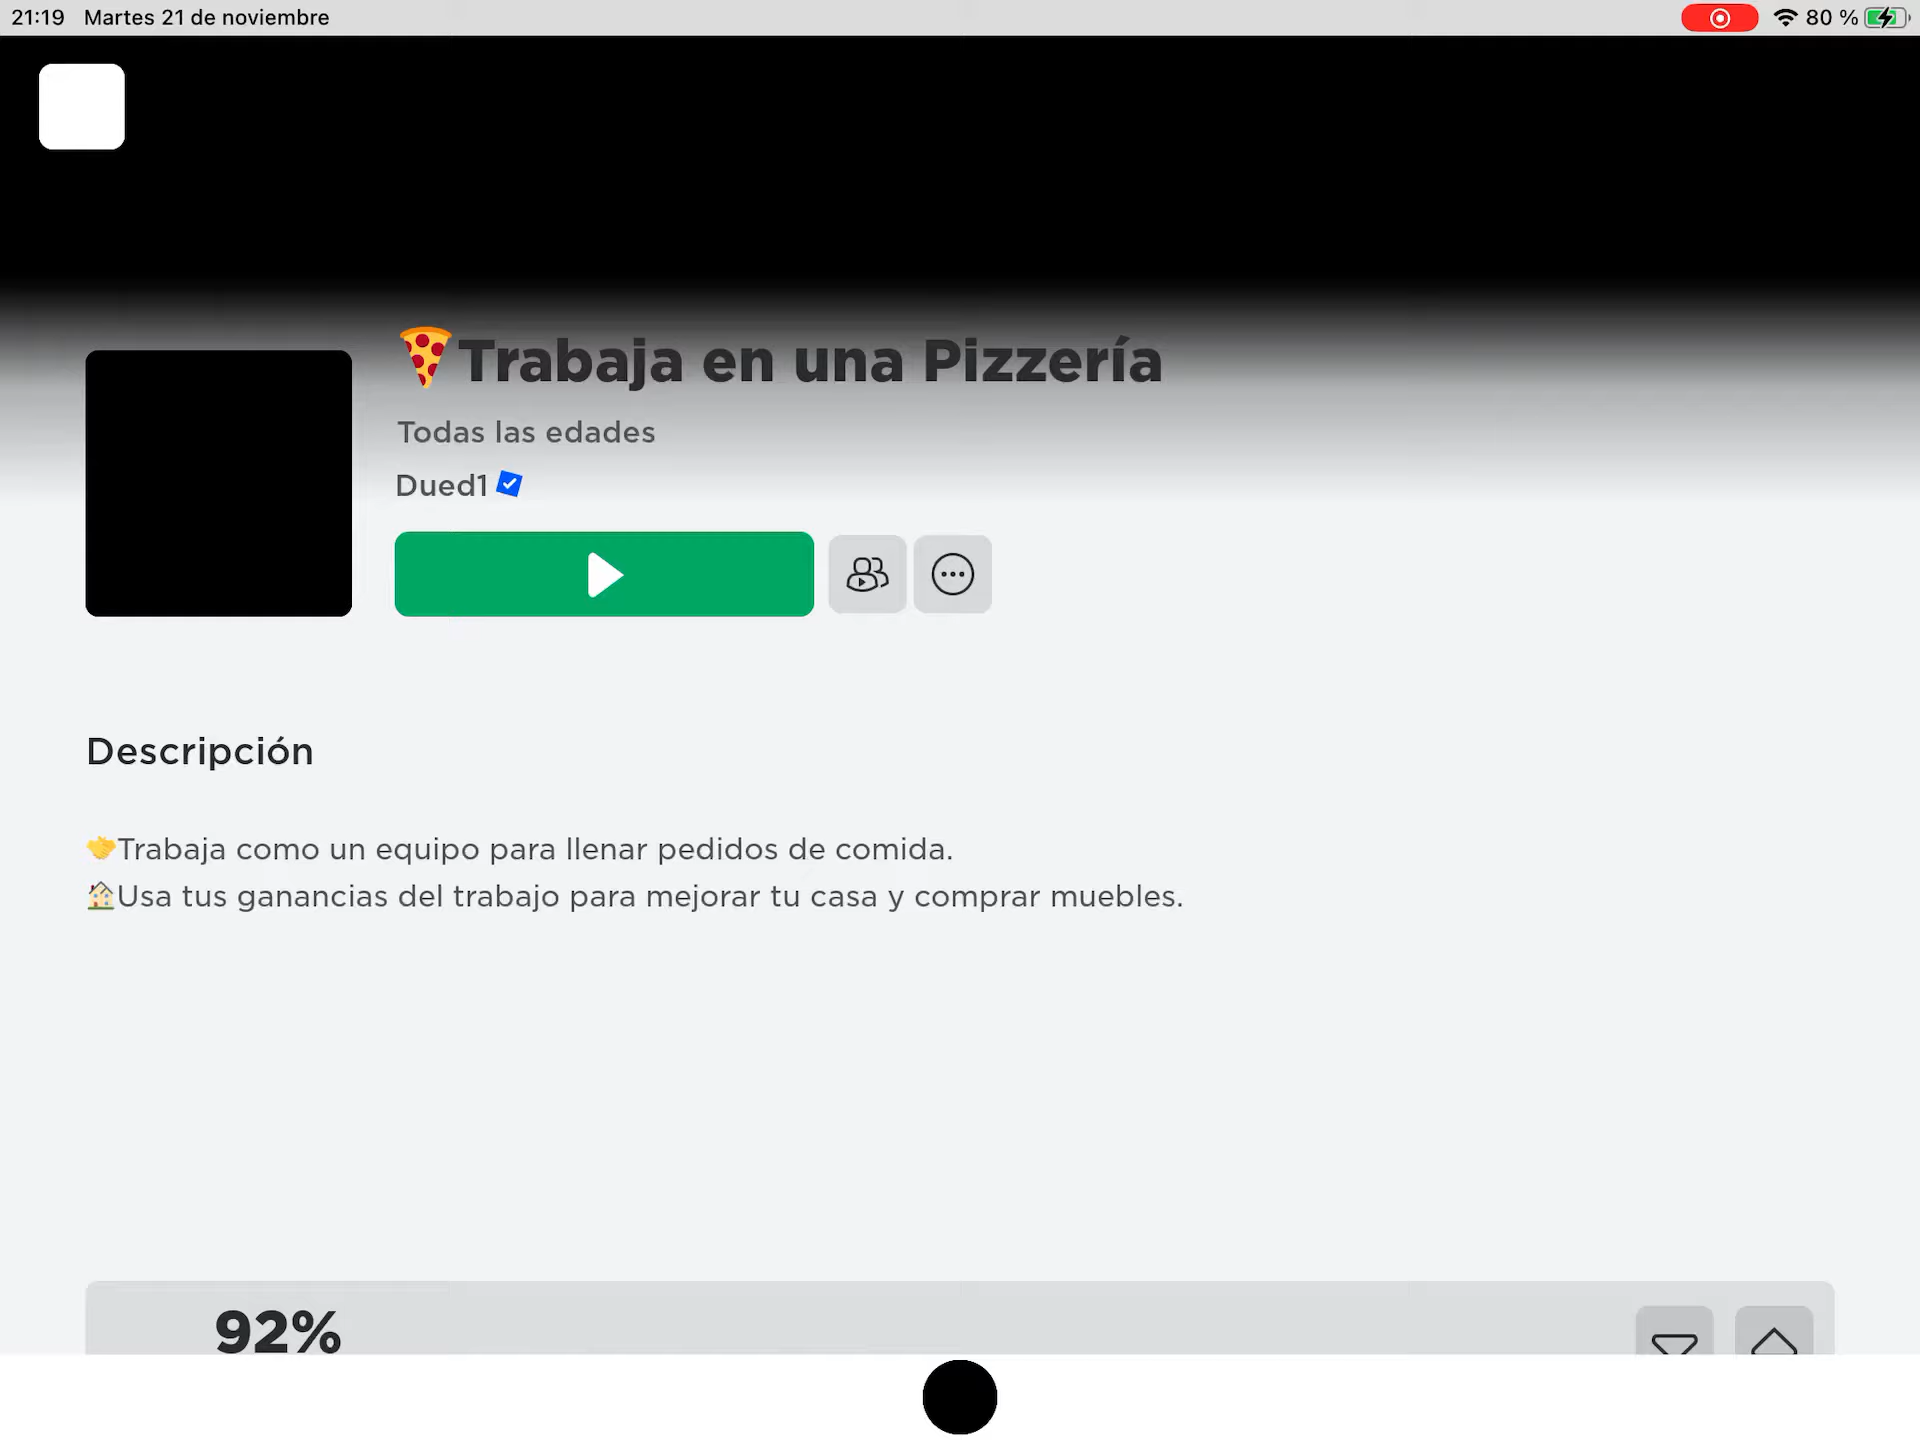 21:19 Martes 21 de noviembre 80 %
🍕Trabaja en una Pizzería
Todas las edades
Dued1
Descripción
🤝Trabaja como un equipo para llenar pedidos de comida.
🏠Usa tus ganancias del trabajo para mejorar tu casa y comprar muebles.
92%